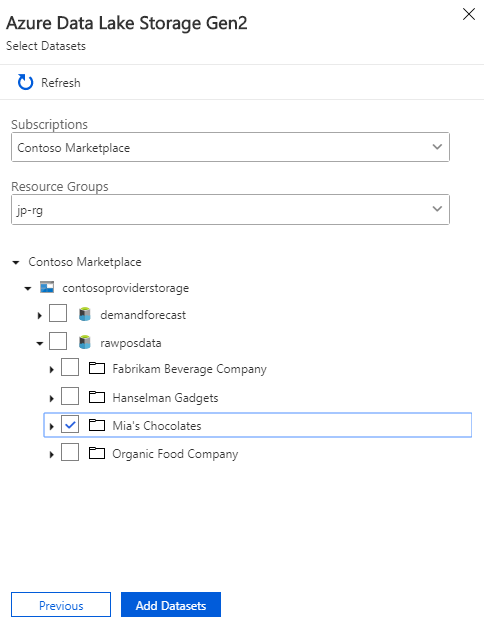 Azure Data Lake Storage Gen2
Select Datasets
Refresh
Subscriptions
Contoso Marketplace
Resource Groups
jp-rg
Contoso Marketplace
contosoproviderstorage
demandforecast
rawposdata
Fabrikam Beverage Company
Hanselman Gadgets
Mia's Chocolates
Organic Food Company
Previous Add Datasets